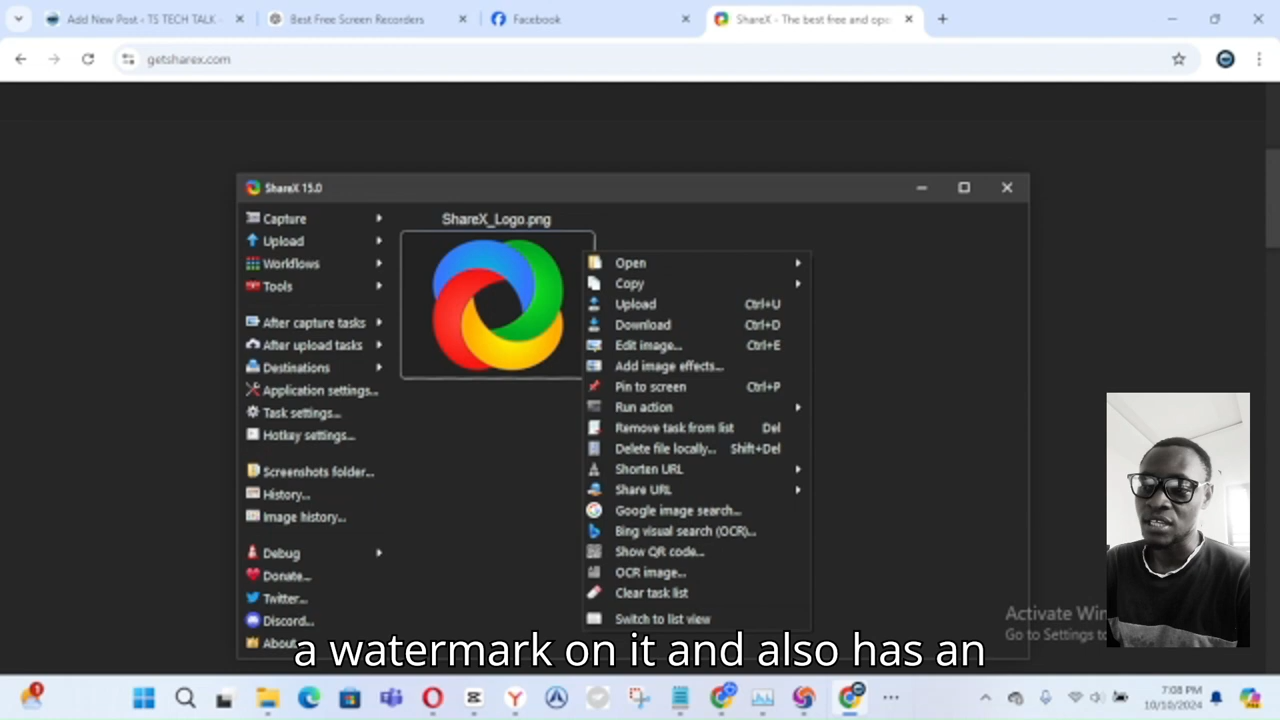 Add New Post ‹ TS TECH TALK -
Best Free Screen Recorders
Facebook
ShareX - The best free and ope
getsharex.com
ShareX 15.0
Capture
Upload
Workflows
Tools
After capture tasks
After upload tasks
Destinations
Application settings...
Task settings...
Hotkey settings...
Screenshots folder...
History...
Image history...
Debug
Donate...
Twitter...
Discord...
About...
ShareX_Logo.png
Open
Copy
Upload Ctrl+U
Download Ctrl+D
Edit image... Ctrl+E
Add image effects...
Pin to screen Ctrl+P
Run action
Remove task from list Del
Delete file locally... Shift+Del
Shorten URL
Share URL
Google image search...
Bing visual search (OCR)...
Show QR code...
OCR image...
Clear task list
Switch to list view
Activate Win
Go to Settings to
a watermark on it and also has an
1
7:08 PM
10/10/2024